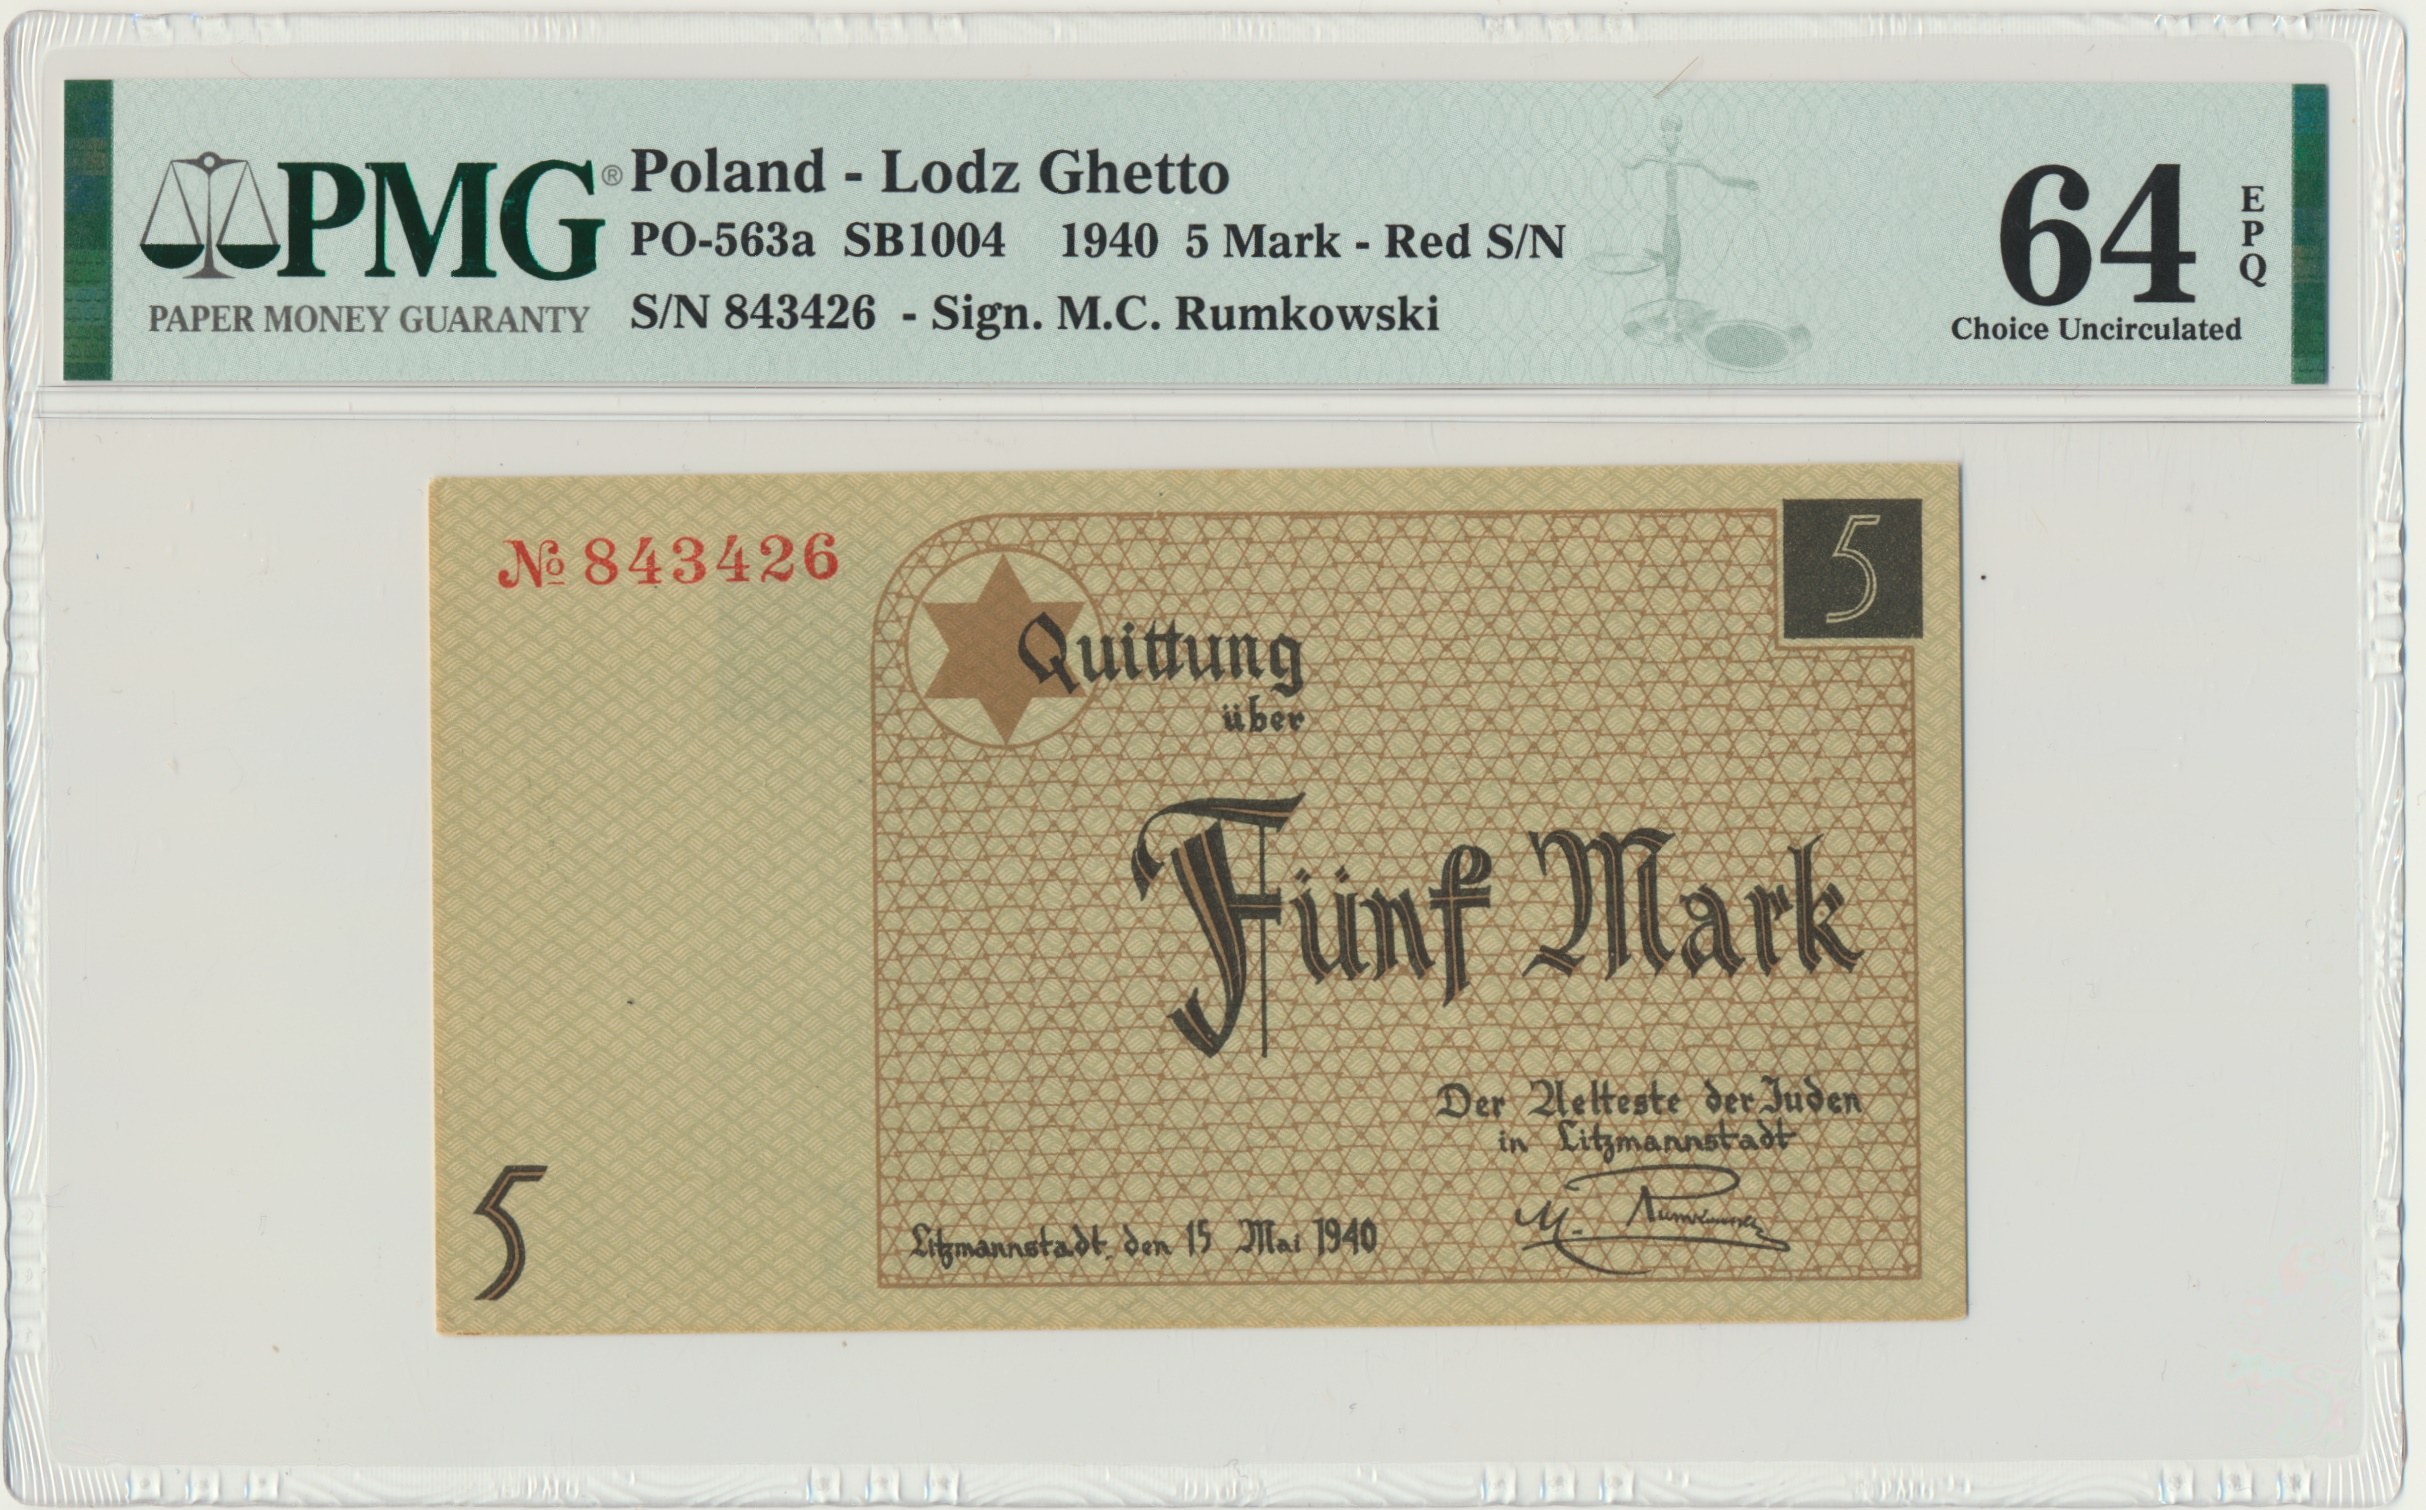 PMG®
PAPER MONEY GUARANTY
Poland - Lodz Ghetto
PO-563a SB1004 1940 5 Mark - Red S/N
S/N 843426 - Sign. M.C. Rumkowski
64
EPQ
Choice Uncirculated
№ 843426
5
Quittung
über
Fünf Mark
Der Aelteste der Juden
in Litzmannstadt
M. Rumkowski
Litzmannstadt, den 15 Mai 1940
5